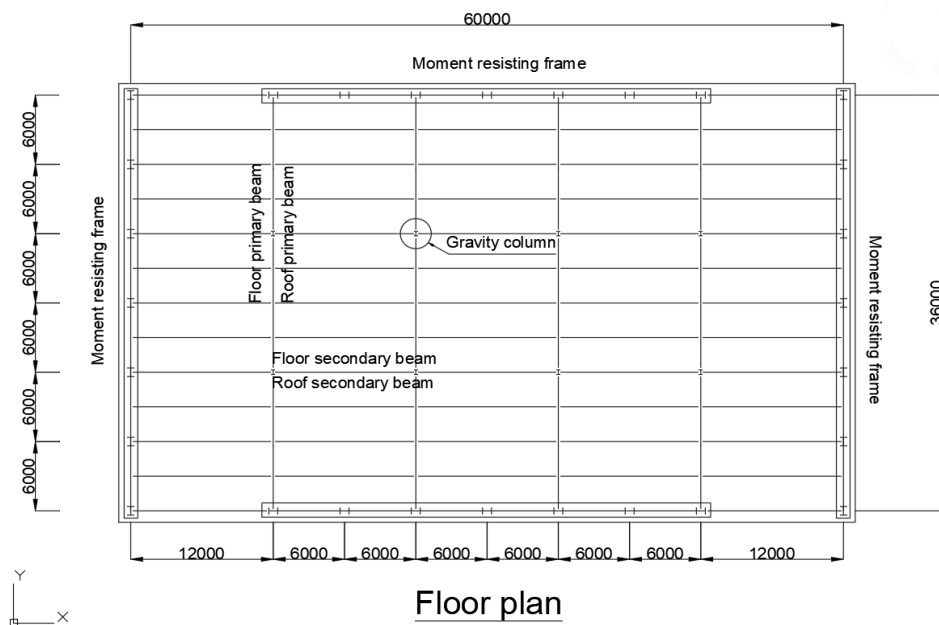 60000
Moment resisting frame
6000
6000
6000
6000
6000
6000
Moment resisting frame
Floor primary beam
Roof primary beam
Gravity column
Floor secondary beam
Roof secondary beam
Moment resisting frame
36000
12000
6000
6000
6000
6000
6000
6000
12000
Y
X
Floor plan